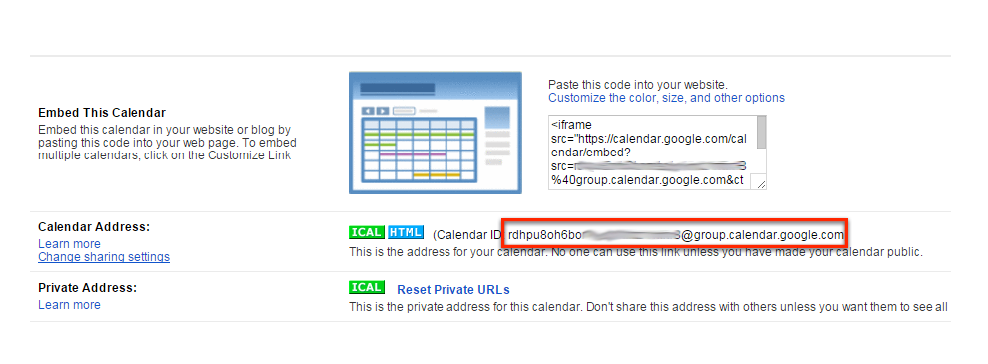 Embed This Calendar
Embed this calendar in your website or blog by
pasting this code into your web page. To embed
multiple calendars, click on the Customize Link
Paste this code into your website.
Customize the color, size, and other options
<iframe
src="https://calendar.google.com/cal
endar/embed?
src=
%40group.calendar.google.com&ct
Calendar Address:
Learn more
Change sharing settings
ICAL HTML (Calendar ID: rdhpu8oh6bo @group.calendar.google.com
This is the address for your calendar. No one can use this link unless you have made your calendar public.
Private Address:
Learn more
ICAL Reset Private URLs
This is the private address for this calendar. Don't share this address with others unless you want them to see all